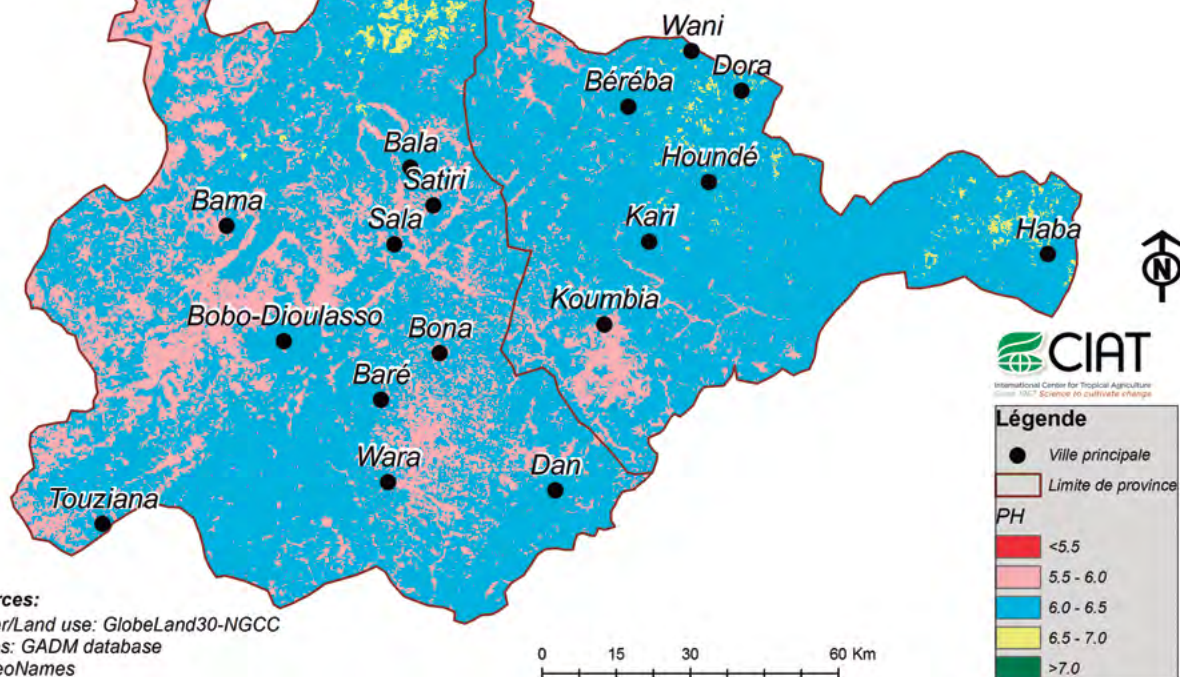 Wani
Dora
Béréba
Bala
Houndé
Satiri
Bama
Sala
Kari
Haba
N
Koumbia
Bobo-Dioulasso
Bona
Baré
Wara
Dan
Touziana
CIAT
International Center for Tropical Agriculture
Since 1967 Science to cultivate change
Légende
Ville principale
Limite de province
PH
<5.5
5.5 - 6.0
6.0 - 6.5
6.5 - 7.0
>7.0
rces:
er/Land use: GlobeLand30-NGCC
s: GADM database
eoNames
0 15 30 60 Km